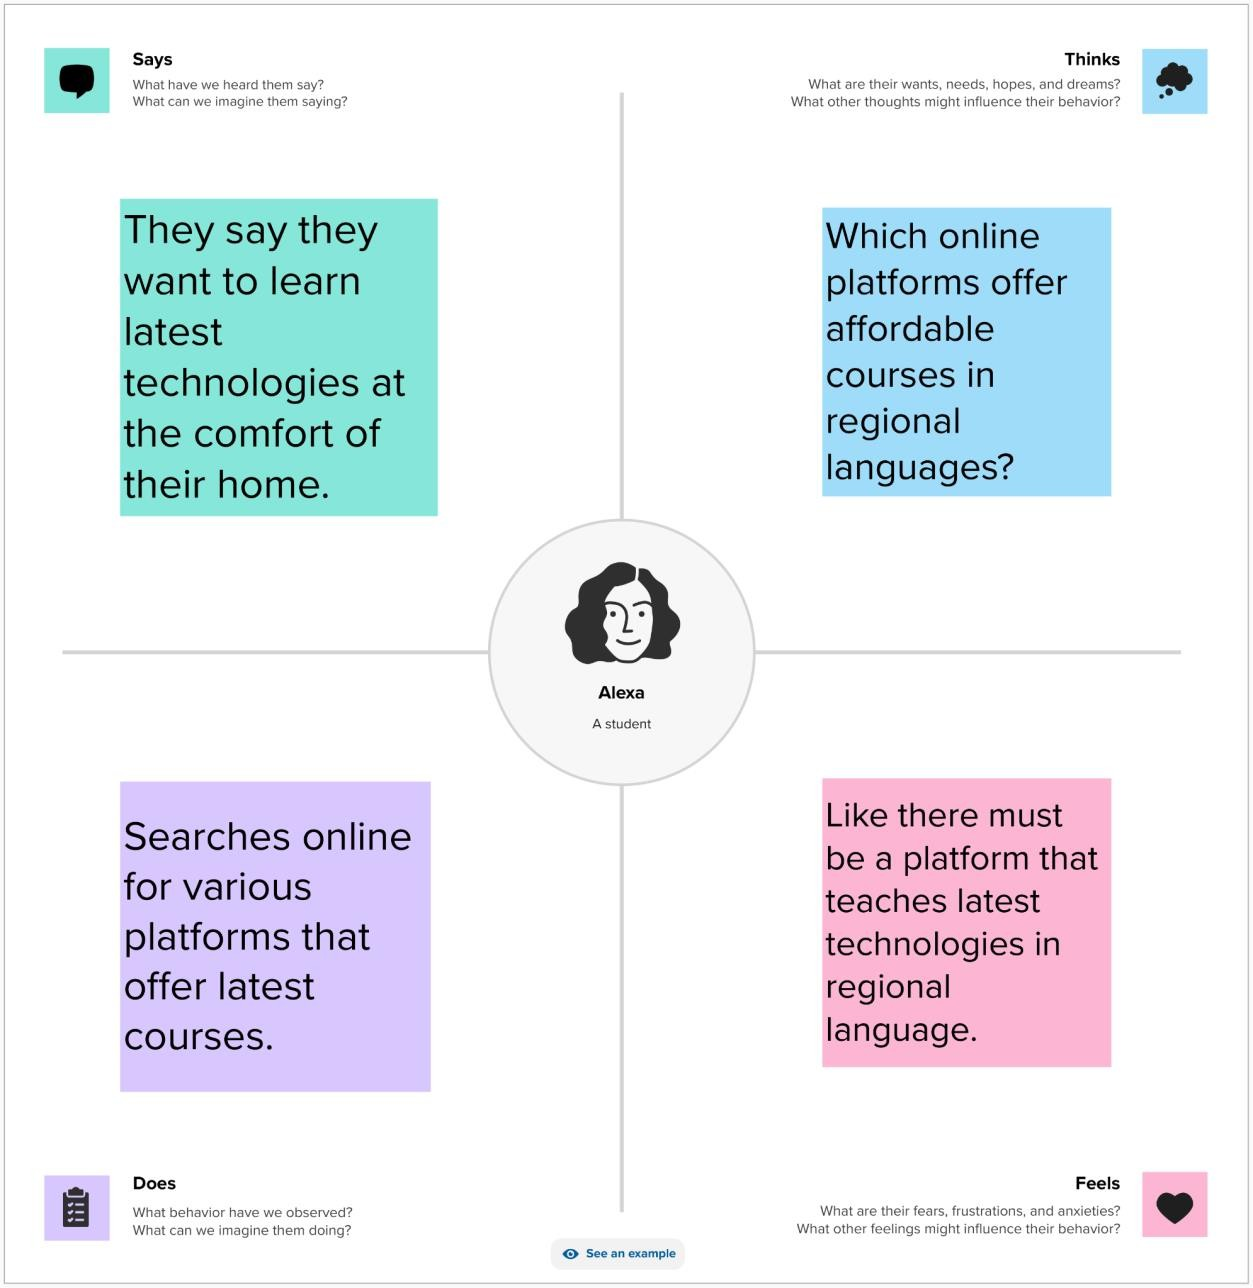 Says
What have we heard them say?
What can we imagine them saying?
Thinks
What are their wants, needs, hopes, and dreams?
What other thoughts might influence their behavior?
They say they
want to learn
latest
technologies at
the comfort of
their home.
Which online
platforms offer
affordable
courses in
regional
languages?
Alexa
A student
Searches online
for various
platforms that
offer latest
courses.
Like there must
be a platform that
teaches latest
technologies in
regional
language.
Does
What behavior have we observed?
What can we imagine them doing?
Feels
What are their fears, frustrations, and anxieties?
What other feelings might influence their behavior?
See an example